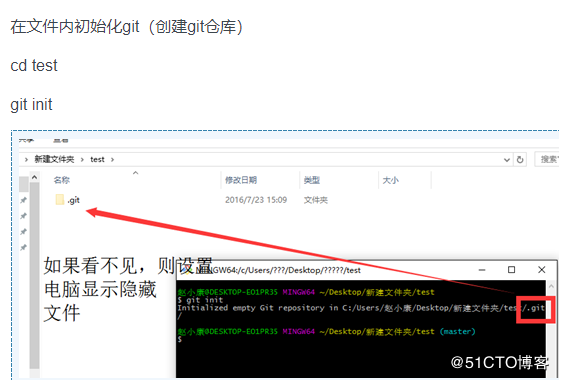 在文件内初始化git（创建git仓库）
cd test
git init
共享 查看
新建文件夹 › test ›
搜索"
名称 修改日期 类型 大小
.git 2016/7/23 15:09 文件夹
如果看不见，则设置
电脑显示隐藏
文件
MINGW64:/c/Users/???/Desktop/?????/test
赵小康@DESKTOP-EO1PR35 MINGW64 ~/Desktop/新建文件夹/test
$ git init
Initialized empty Git repository in C:/Users/赵小康/Desktop/新建文件夹/test/.git
/
赵小康@DESKTOP-EO1PR35 MINGW64 ~/Desktop/新建文件夹/test (master)
$
@51CTO博客